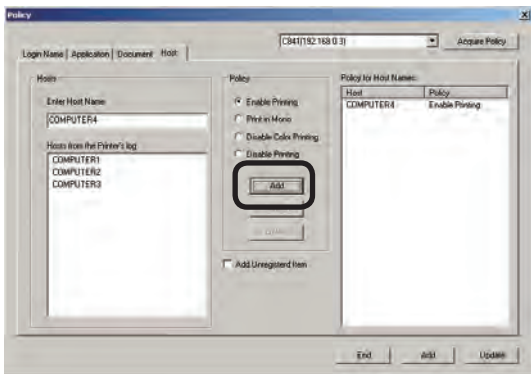 Policy
C841(192.168.0.3)
Acquire Policy
Login Name
Application
Document
Host
Hosts
Enter Host Name
COMPUTER4
Hosts from the Printer's log
COMPUTER1
COMPUTER2
COMPUTER3
Policy
Enable Printing
Print in Mono
Disable Color Printing
Disable Printing
Add
Add Unregisterd Item
Policy for Host Names:
Host Policy
COMPUTER4 Enable Printing
End
Add
Update